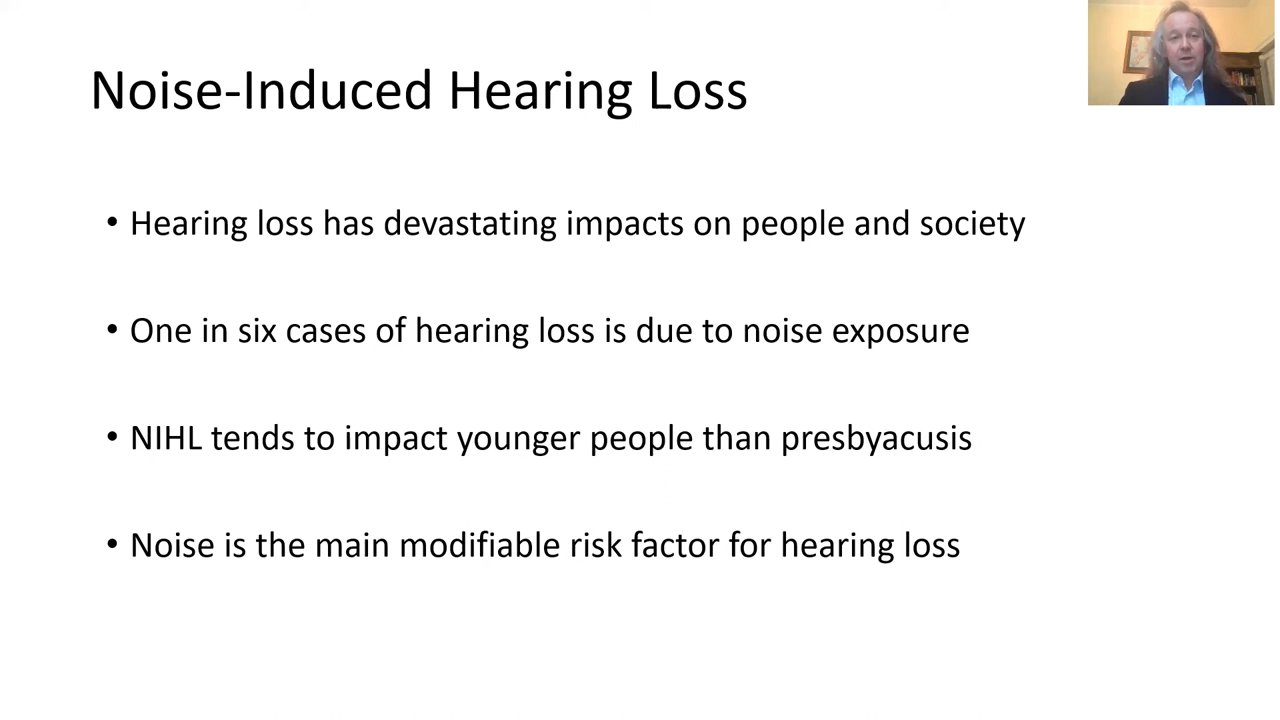 Noise-Induced Hearing Loss
• Hearing loss has devastating impacts on people and society
• One in six cases of hearing loss is due to noise exposure
• NIHL tends to impact younger people than presbyacusis
• Noise is the main modifiable risk factor for hearing loss